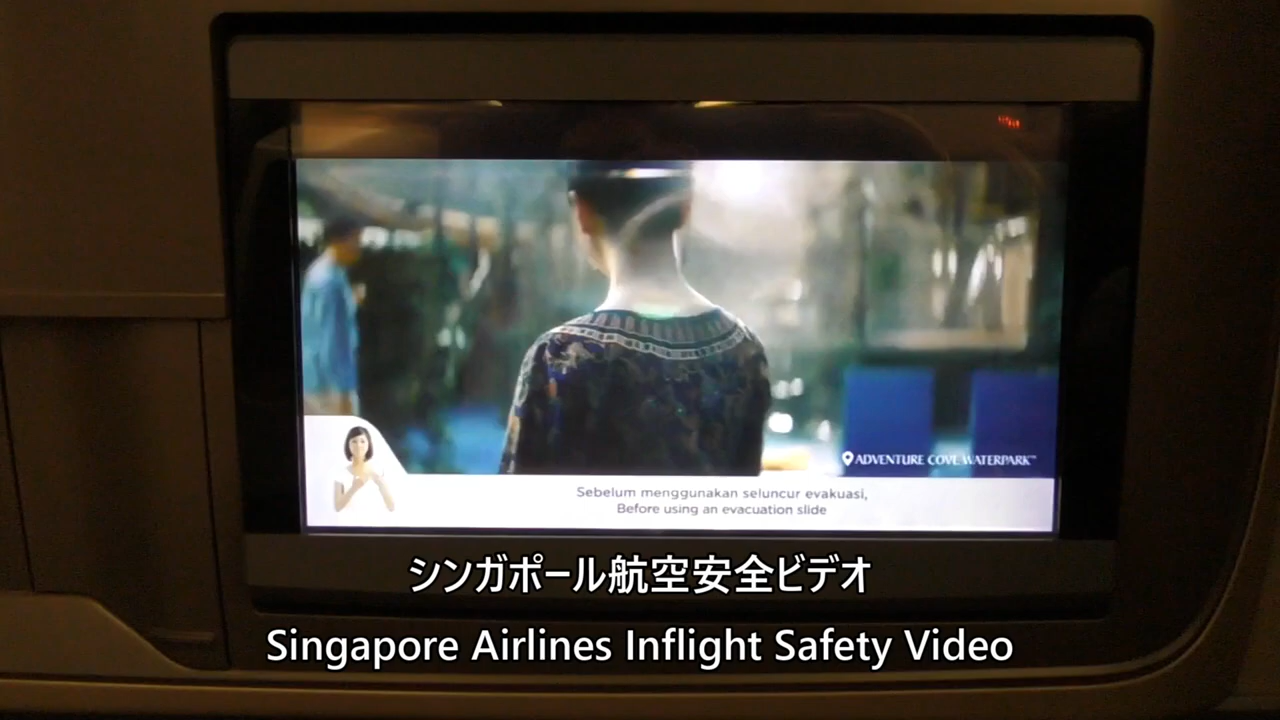 ADVENTURE COVE WATERPARK™
Sebelum menggunakan seluncur evakuasi,
Before using an evacuation slide
シンガポール航空安全ビデオ
Singapore Airlines Inflight Safety Video